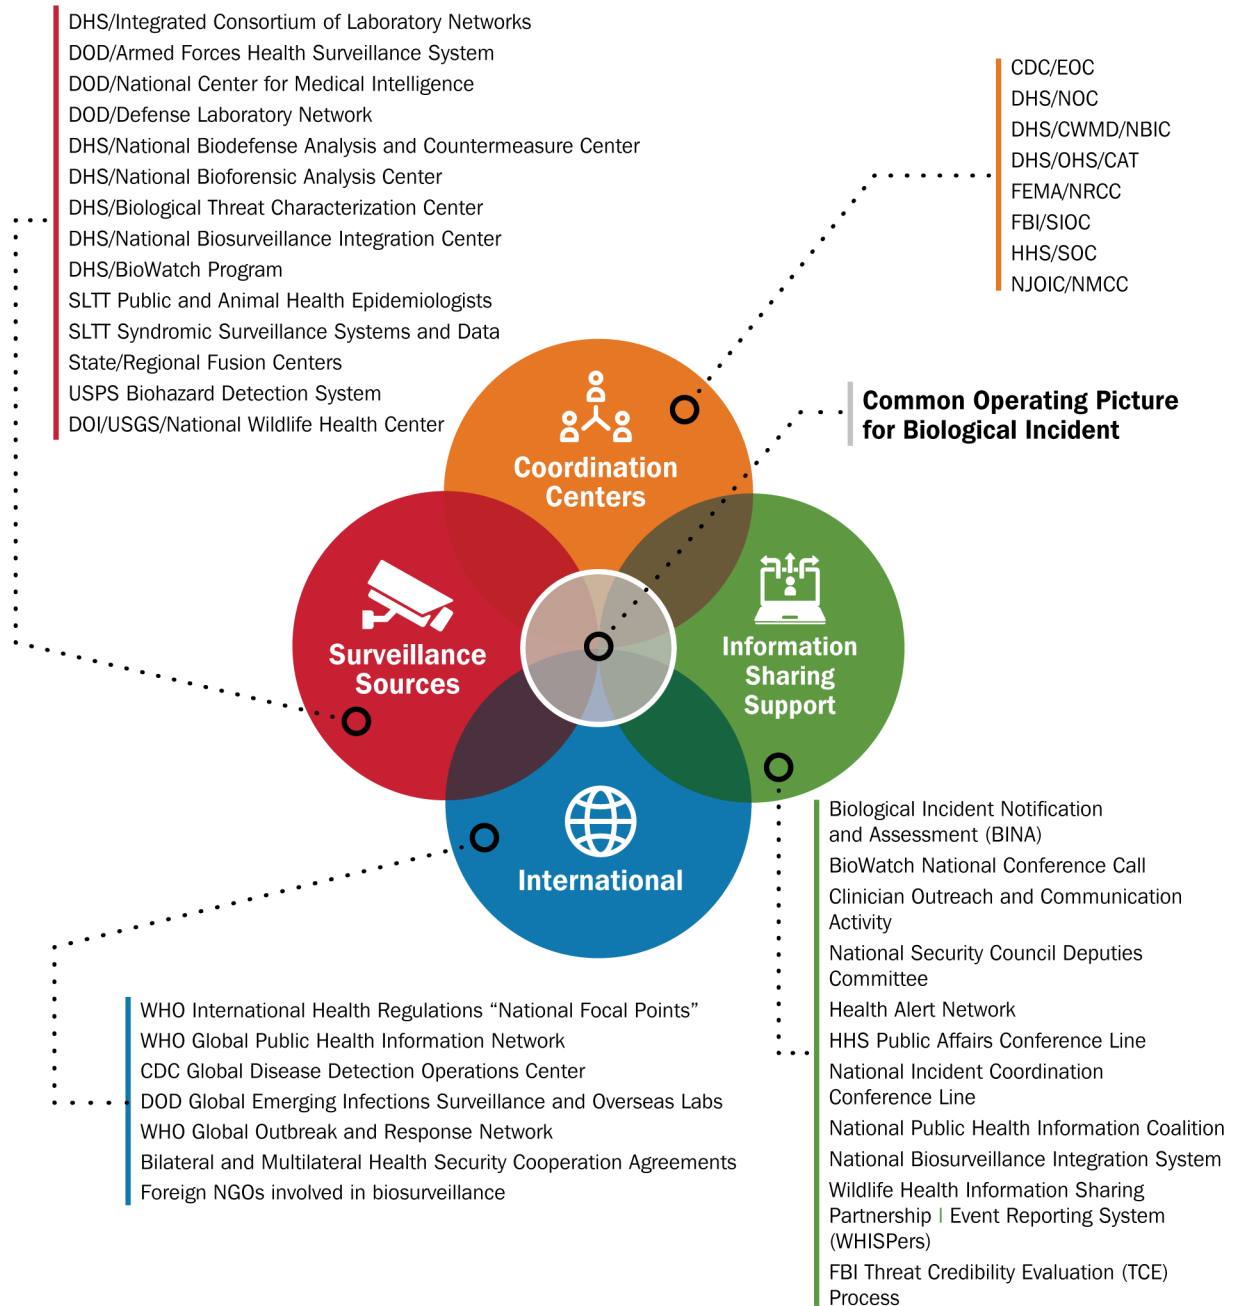 DHS/Integrated Consortium of Laboratory Networks
DOD/Armed Forces Health Surveillance System
DOD/National Center for Medical Intelligence
DOD/Defense Laboratory Network
DHS/National Biodefense Analysis and Countermeasure Center
DHS/National Bioforensic Analysis Center
DHS/Biological Threat Characterization Center
DHS/National Biosurveillance Integration Center
DHS/BioWatch Program
SLTT Public and Animal Health Epidemiologists
SLTT Syndromic Surveillance Systems and Data
State/Regional Fusion Centers
USPS Biohazard Detection System
DOI/USGS/National Wildlife Health Center
CDC/EOC
DHS/NOC
DHS/CWMD/NBIC
DHS/OHS/CAT
FEMA/NRCC
FBI/SIOC
HHS/SOC
NJOIC/NMCC
Common Operating Picture
for Biological Incident
Coordination
Centers
Surveillance
Sources
Information
Sharing
Support
International
Biological Incident Notification
and Assessment (BINA)
BioWatch National Conference Call
Clinician Outreach and Communication
Activity
National Security Council Deputies
Committee
Health Alert Network
HHS Public Affairs Conference Line
National Incident Coordination
Conference Line
National Public Health Information Coalition
National Biosurveillance Integration System
Wildlife Health Information Sharing
Partnership | Event Reporting System
(WHISPers)
FBI Threat Credibility Evaluation (TCE)
Process
WHO International Health Regulations “National Focal Points”
WHO Global Public Health Information Network
CDC Global Disease Detection Operations Center
DOD Global Emerging Infections Surveillance and Overseas Labs
WHO Global Outbreak and Response Network
Bilateral and Multilateral Health Security Cooperation Agreements
Foreign NGOs involved in biosurveillance